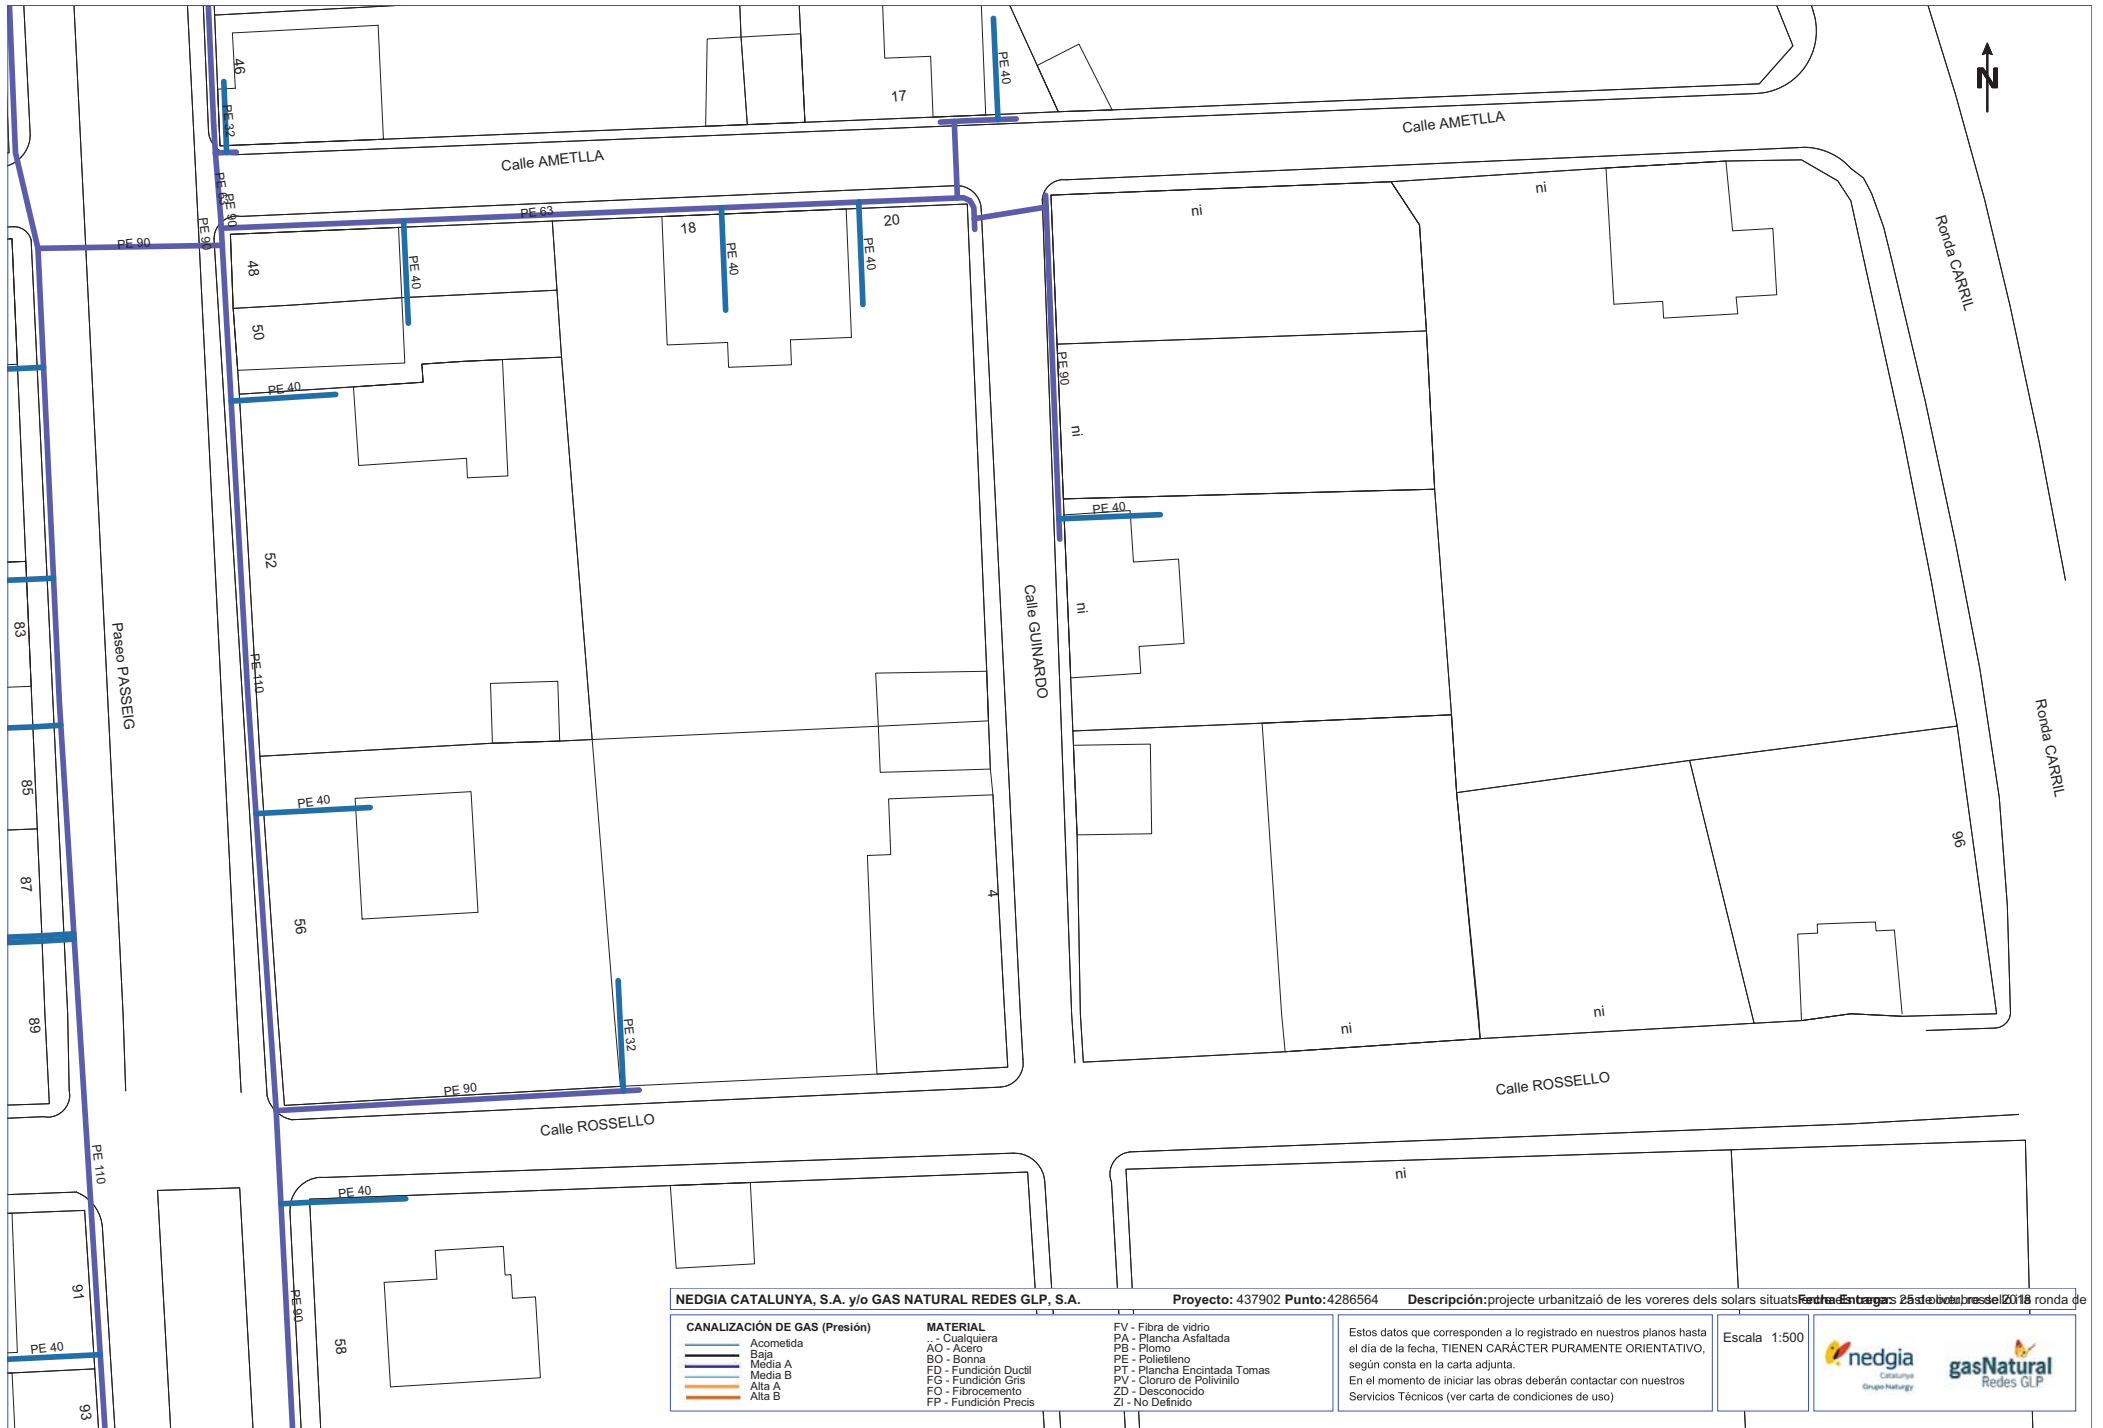 46
PE 32
17
PE 40
N
Calle AMETLLA
Calle AMETLLA
PE 63
PE 90
PE 90
PE 90
PE 63
18
20
ni
ni
Ronda CARRIL
48
PE 40
PE 40
PE 40
50
PE 40
PE 90
ni
PE 40
52
ni
Calle GUINARDO
83
Paseo PASSEIG
PE 110
Ronda CARRIL
85
PE 40
96
87
56
4
89
PE 32
ni
ni
PE 90
Calle ROSSELLO
Calle ROSSELLO
PE 110
PE 40
ni
91
PE 90
58
PE 40
93
NEDGIA CATALUNYA, S.A. y/o GAS NATURAL REDES GLP, S.A. Proyecto: 437902 Punto:4286564 Descripción:projecte urbanitzaió de les voreres dels solars situats ronda de
CANALIZACIÓN DE GAS (Presión)
Acometida
Baja
Media A
Media B
Alta A
Alta B
MATERIAL
.. - Cualquiera
AO - Acero
BO - Bonna
FD - Fundición Ductil
FG - Fundición Gris
FO - Fibrocemento
FP - Fundición Precis
FV - Fibra de vidrio
PA - Plancha Asfaltada
PB - Plomo
PE - Polietileno
PT - Plancha Encintada Tomas
PV - Cloruro de Polivinilo
ZD - Desconocido
ZI - No Definido
Estos datos que corresponden a lo registrado en nuestros planos hasta
el día de la fecha, TIENEN CARÁCTER PURAMENTE ORIENTATIVO,
según consta en la carta adjunta.
En el momento de iniciar las obras deberán contactar con nuestros
Servicios Técnicos (ver carta de condiciones de uso)
Escala 1:500
nedgia
Catalunya
Grupo Naturgy
gasNatural
Redes GLP